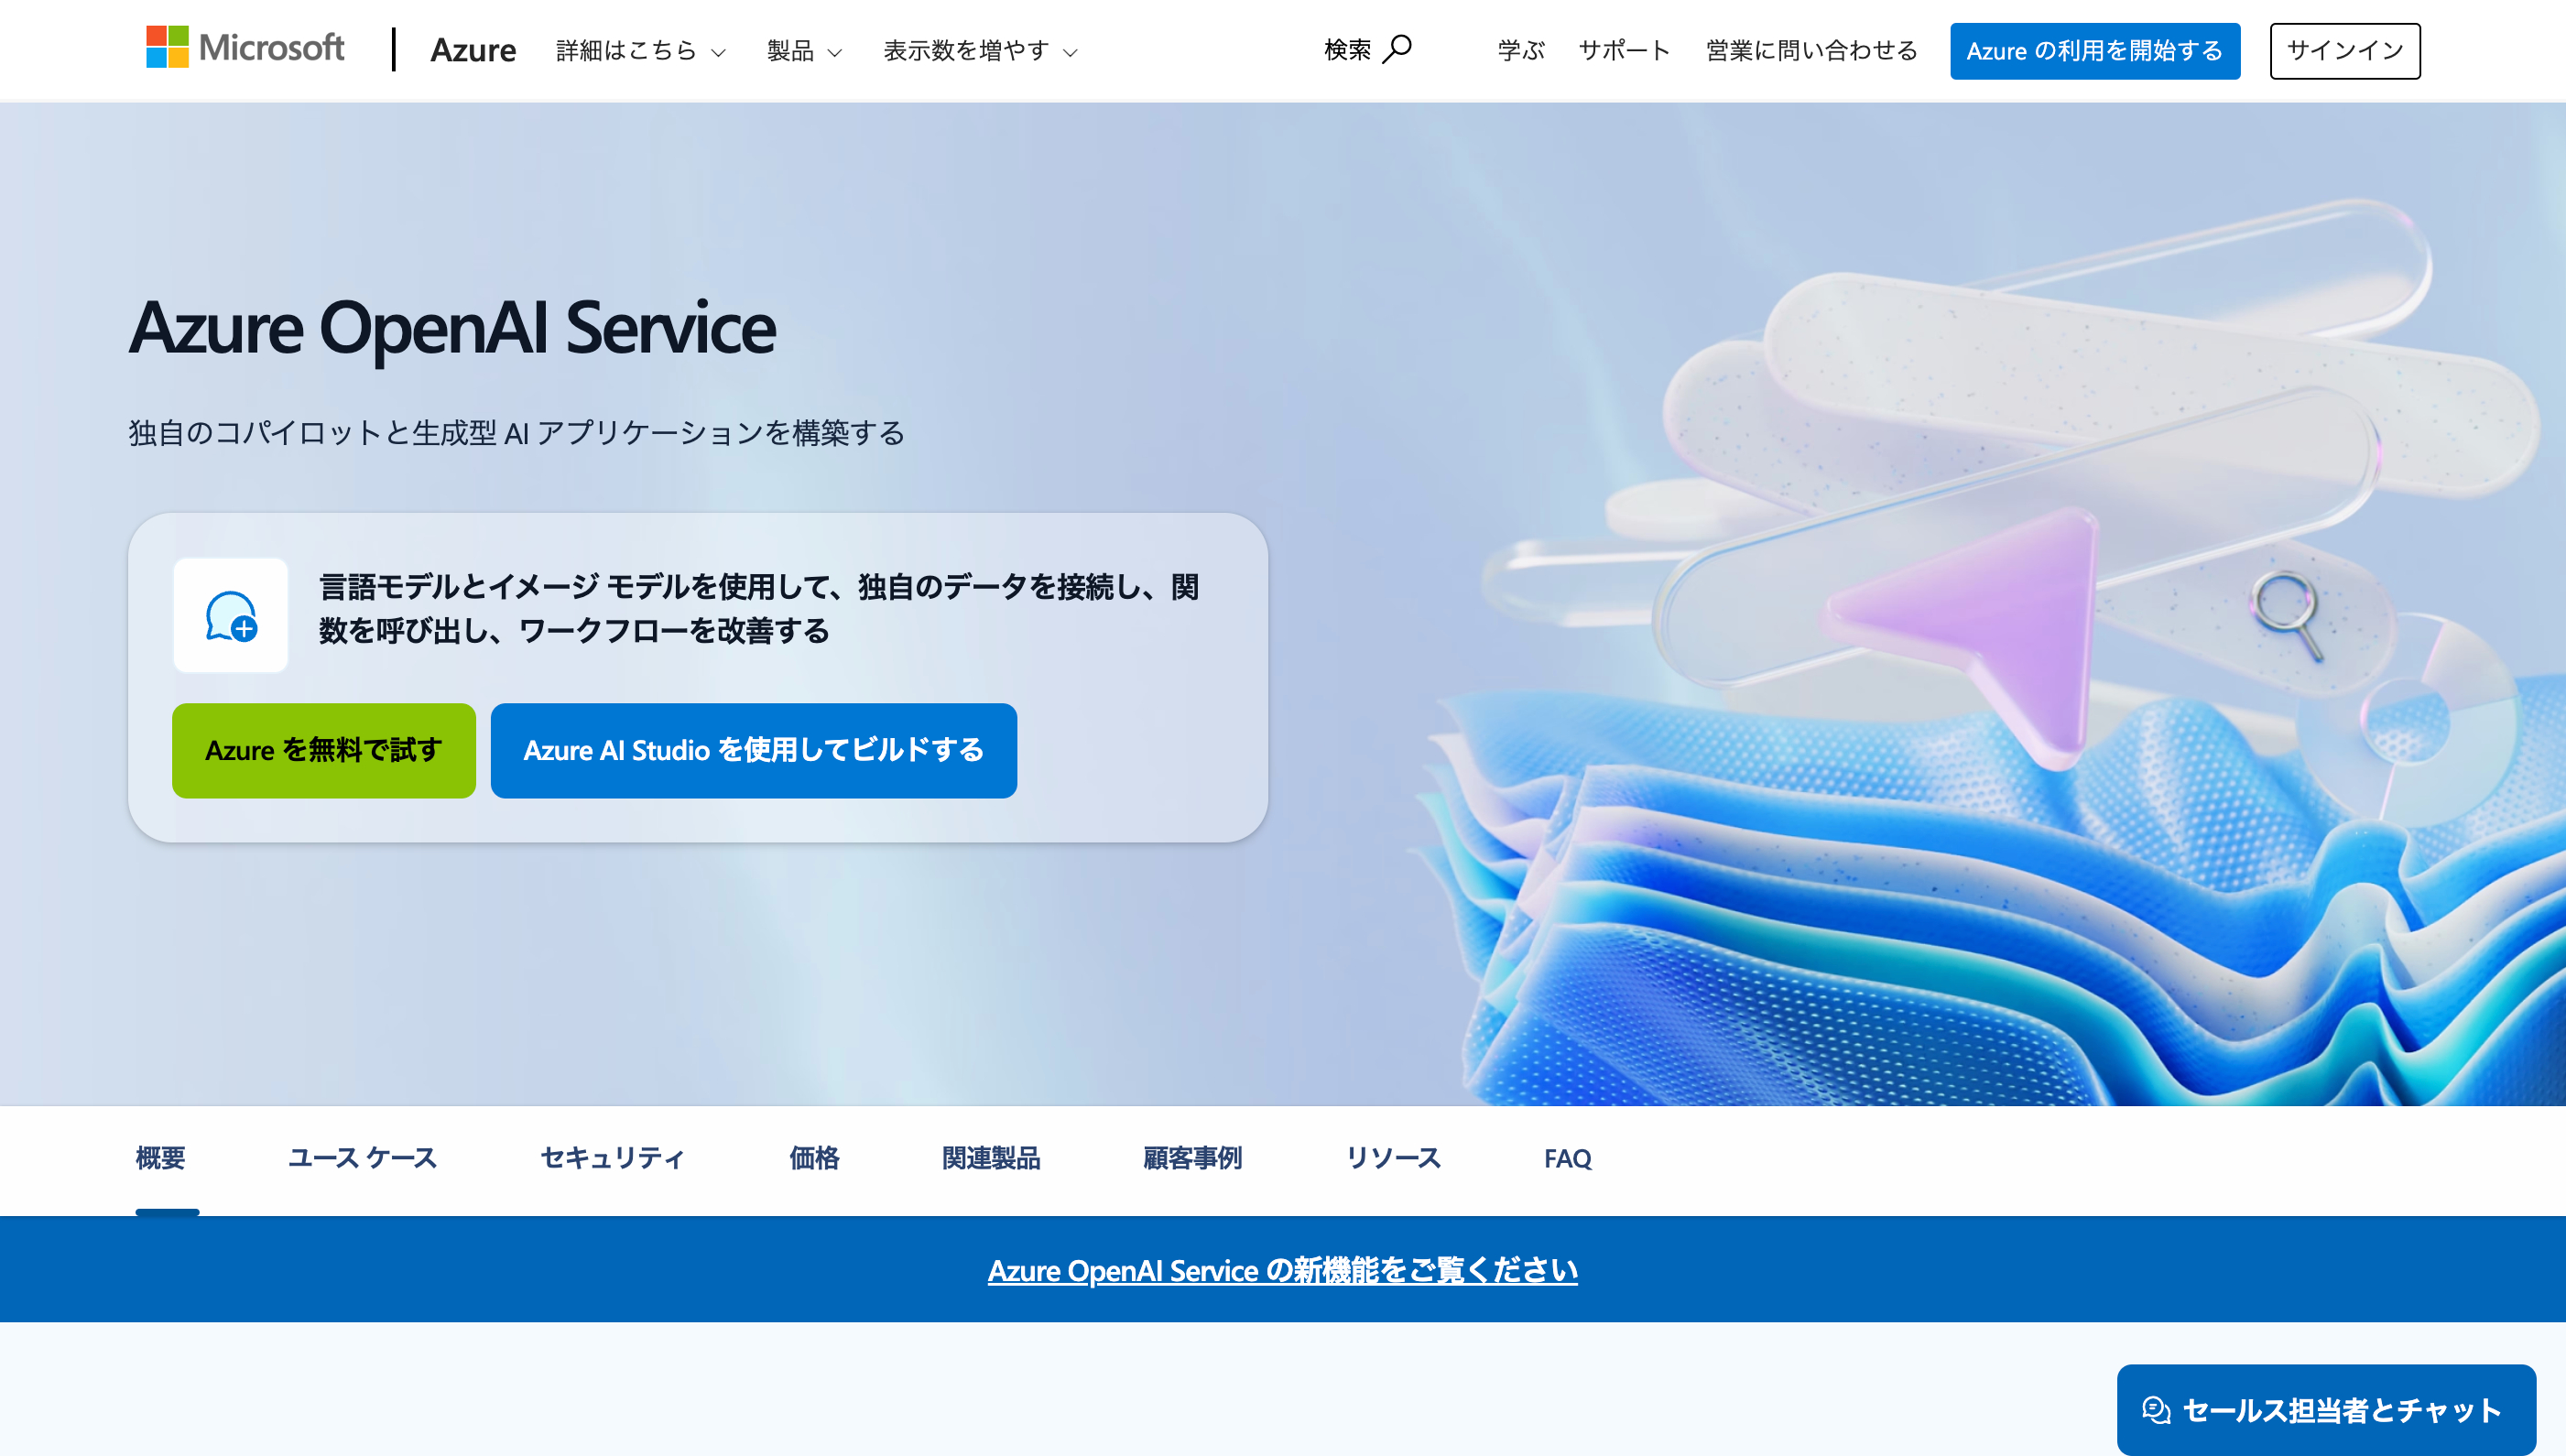 Microsoft
Azure
詳細はこちら
製品
表示数を増やす
検索
学ぶ
サポート
営業に問い合わせる
Azure の利用を開始する
サインイン
Azure OpenAI Service
独自のコパイロットと生成型 AI アプリケーションを構築する
言語モデルとイメージ モデルを使用して、独自のデータを接続し、関
数を呼び出し、ワークフローを改善する
Azure を無料で試す
Azure AI Studio を使用してビルドする
概要
ユース ケース
セキュリティ
価格
関連製品
顧客事例
リソース
FAQ
Azure OpenAI Service の新機能をご覧ください
セールス担当者とチャット